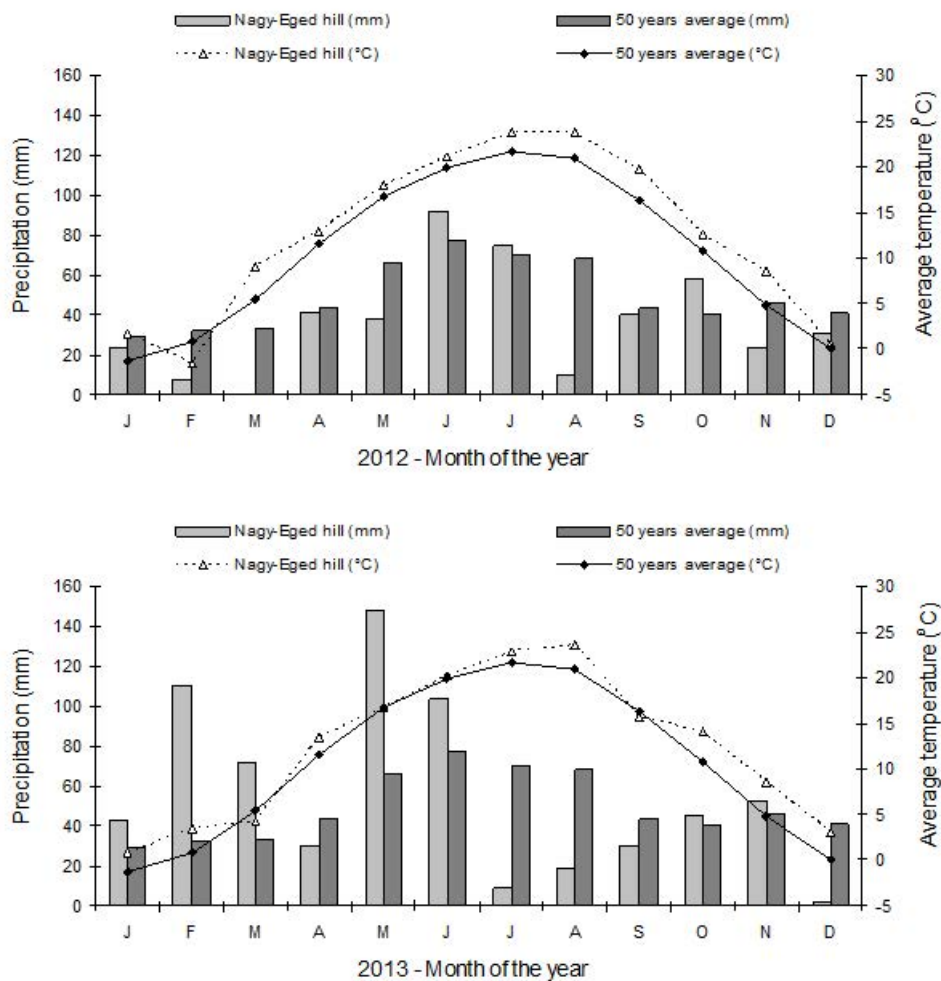 Nagy-Eged hill (mm) 50 years average (mm)
Nagy-Eged hill (°C) 50 years average (°C)
160 30
140 25
120 20
100 15
80 10
60 5
40 0
20
0 -5
Precipitation (mm)
Average temperature (°C)
J F M A M J J A S O N D
2012 - Month of the year
Nagy-Eged hill (mm) 50 years average (mm)
Nagy-Eged hill (°C) 50 years average (°C)
160 30
140 25
120 20
100 15
80 10
60 5
40 0
20
0 -5
Precipitation (mm)
Average temperature (°C)
J F M A M J J A S O N D
2013 - Month of the year